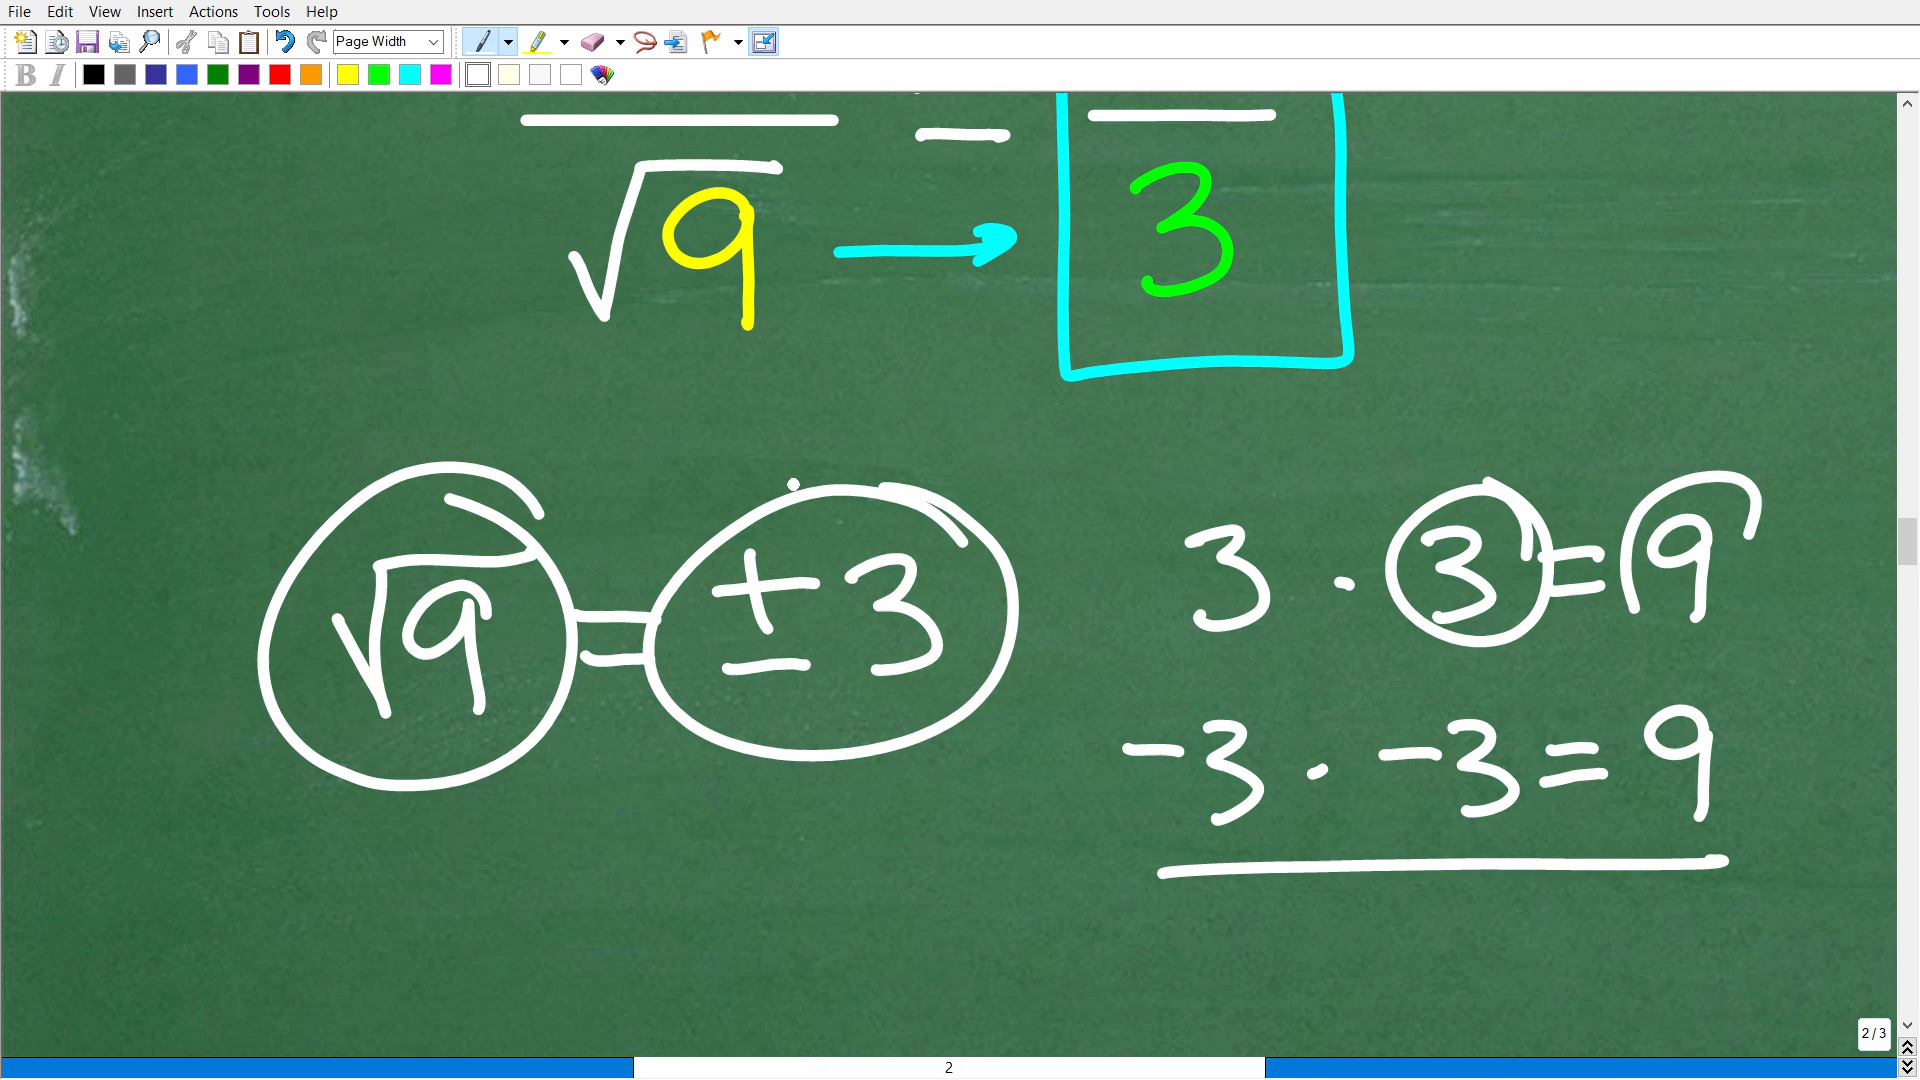 File Edit View Insert Actions Tools Help
Page Width
B I
√9 → 3
√9 = ±3
3 · 3 = 9
-3 · -3 = 9
2 / 3
2